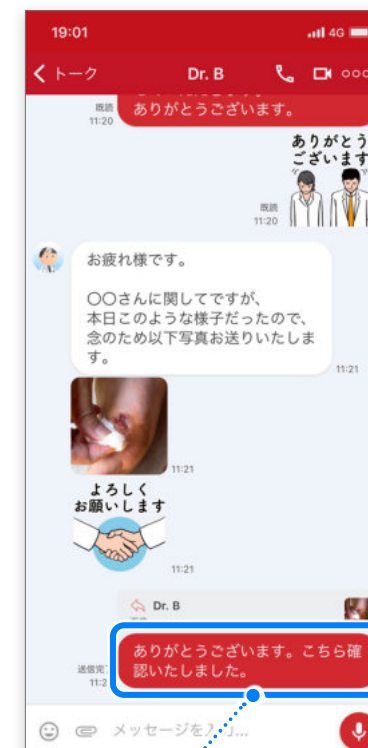 19:01
4G
トーク
Dr. B
既読
11:20
ありがとうございます。
ありがとう
ございます
既読
11:20
お疲れ様です。
〇〇さんに関してですが、
本日このような様子だったので、
念のため以下写真お送りいたしま
す。
11:21
11:21
よろしく
お願いします
11:21
Dr. B
ありがとうございます。こちら確
認いたしました。
メッセージを入力...